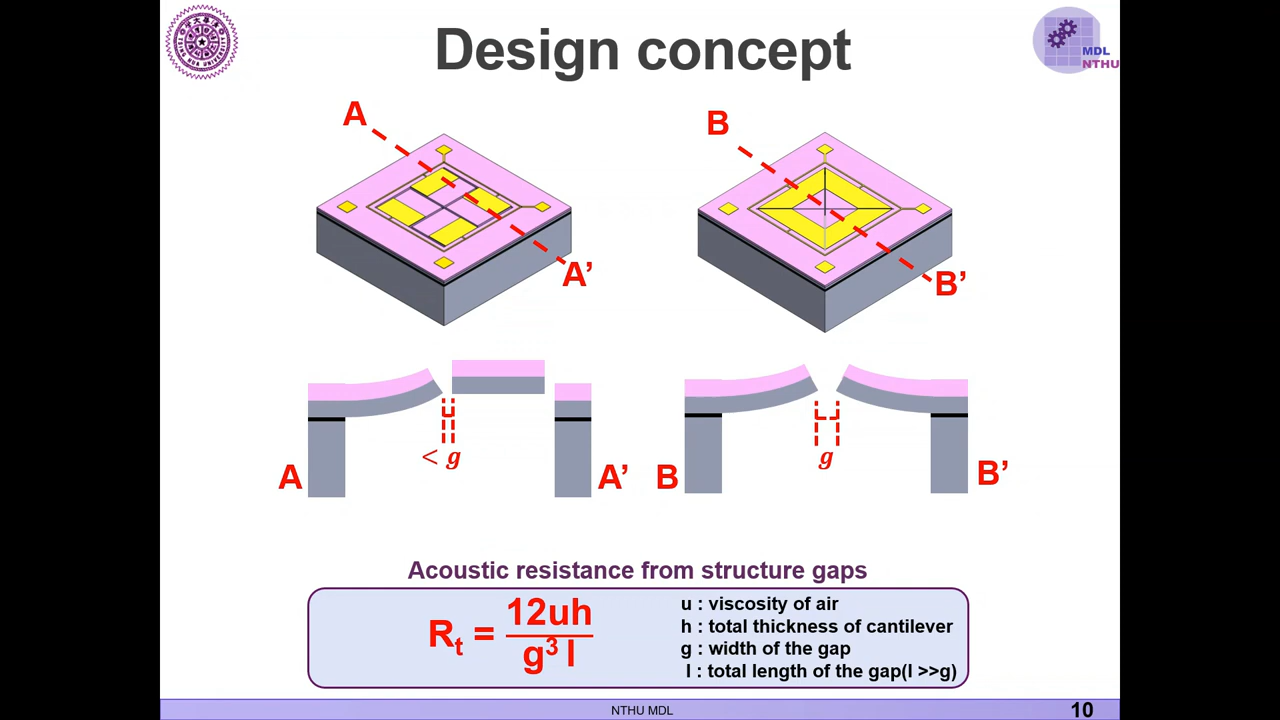 Design concept
MDL
NTHU
A
B
A’
B’
< g
g
A
A’
B
B’
Acoustic resistance from structure gaps
Rt = 12uh / g³ l
u : viscosity of air
h : total thickness of cantilever
g : width of the gap
l : total length of the gap(l >>g)
NTHU MDL
10